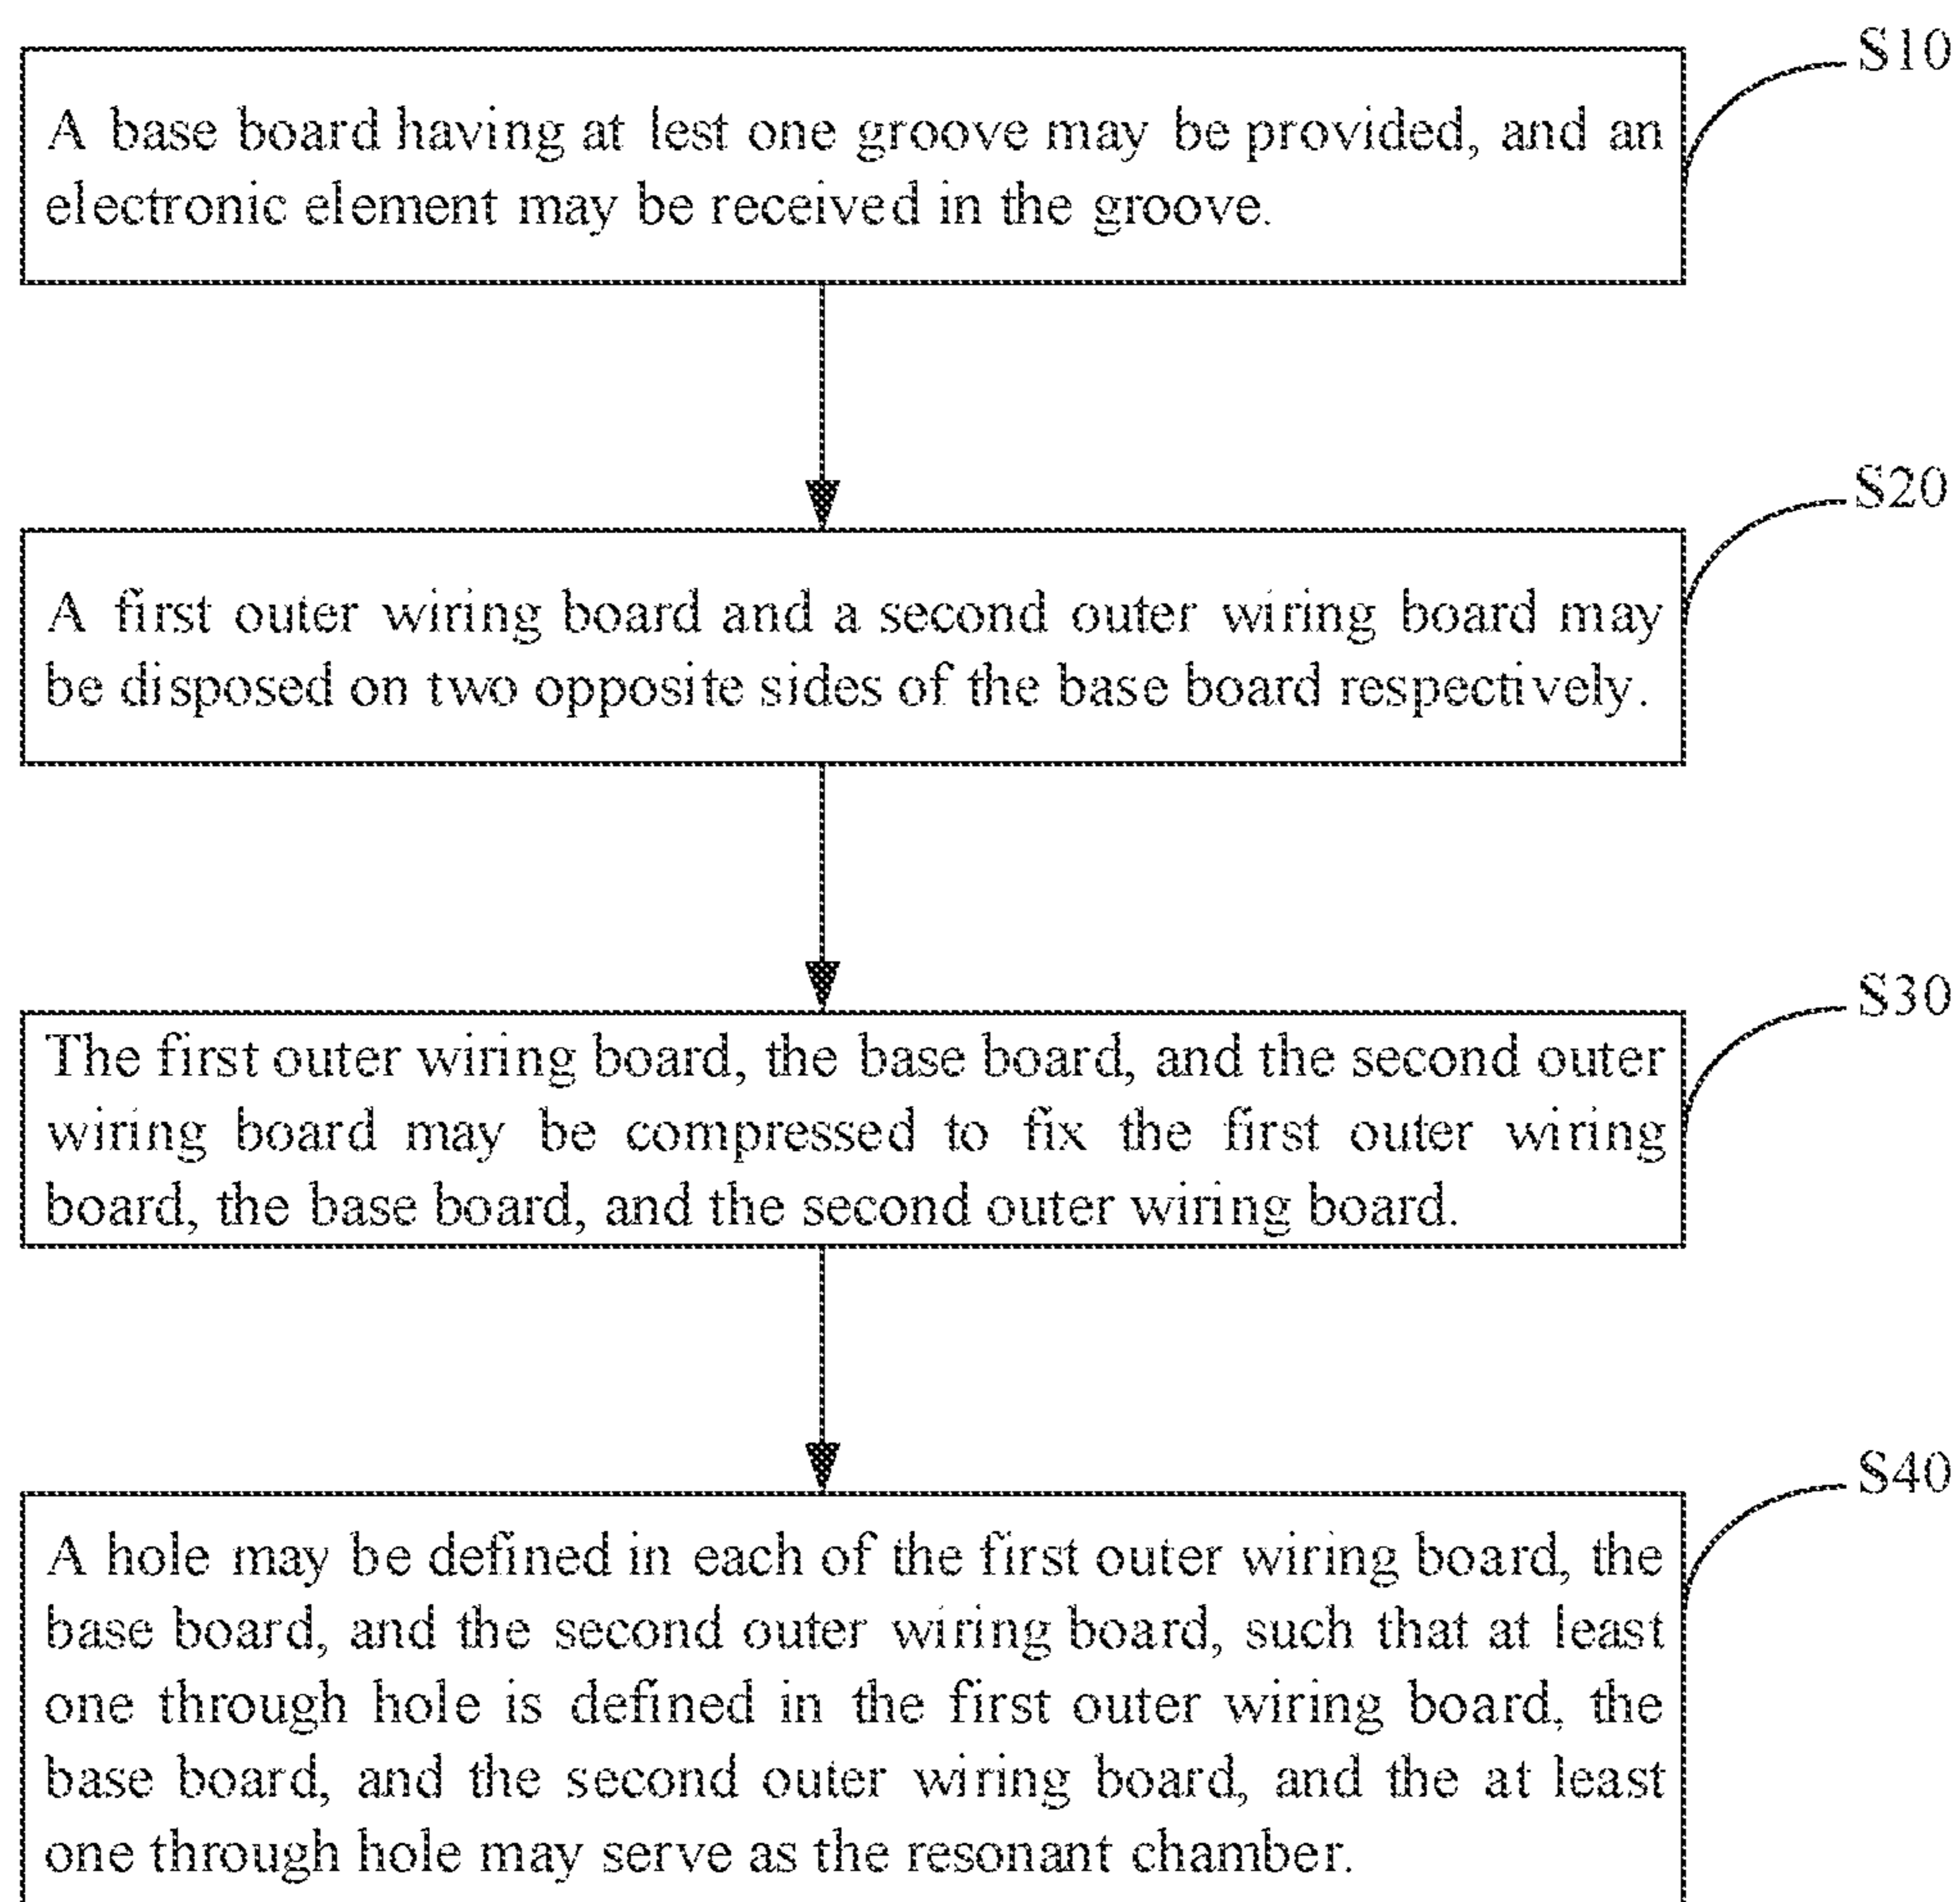 S10
A base board having at lest one groove may be provided, and an
electronic element may be received in the groove.
S20
A first outer wiring board and a second outer wiring board may
be disposed on two opposite sides of the base board respectively.
S30
The first outer wiring board, the base board, and the second outer
wiring board may be compressed to fix the first outer wiring
board, the base board, and the second outer wiring board.
S40
A hole may be defined in each of the first outer wiring board, the
base board, and the second outer wiring board, such that at least
one through hole is defined in the first outer wiring board, the
base board, and the second outer wiring board, and the at least
one through hole may serve as the resonant chamber.